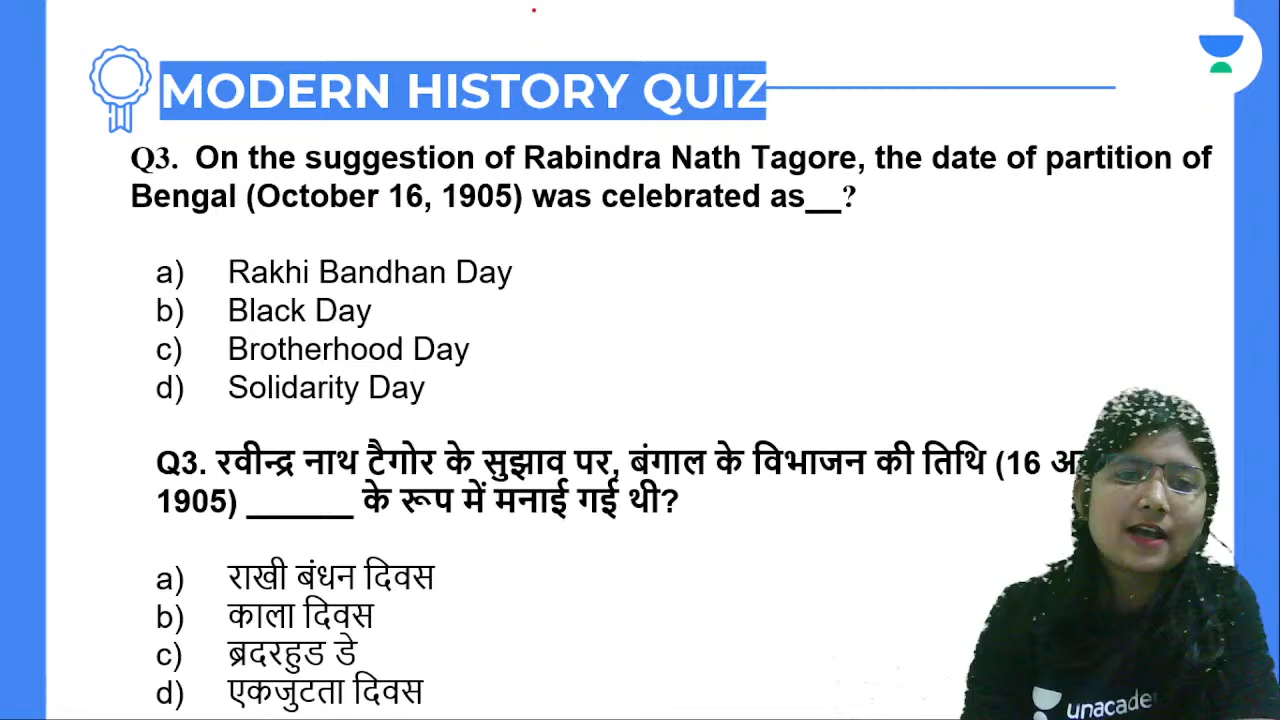 MODERN HISTORY QUIZ
Q3. On the suggestion of Rabindra Nath Tagore, the date of partition of
Bengal (October 16, 1905) was celebrated as__?
a) Rakhi Bandhan Day
b) Black Day
c) Brotherhood Day
d) Solidarity Day
Q3. रवीन्द्र नाथ टैगोर के सुझाव पर, बंगाल के विभाजन की तिथि (16 अ
1905) ______ के रूप में मनाई गई थी?
a) राखी बंधन दिवस
b) काला दिवस
c) ब्रदरहुड डे
d) एकजुटता दिवस
unacade